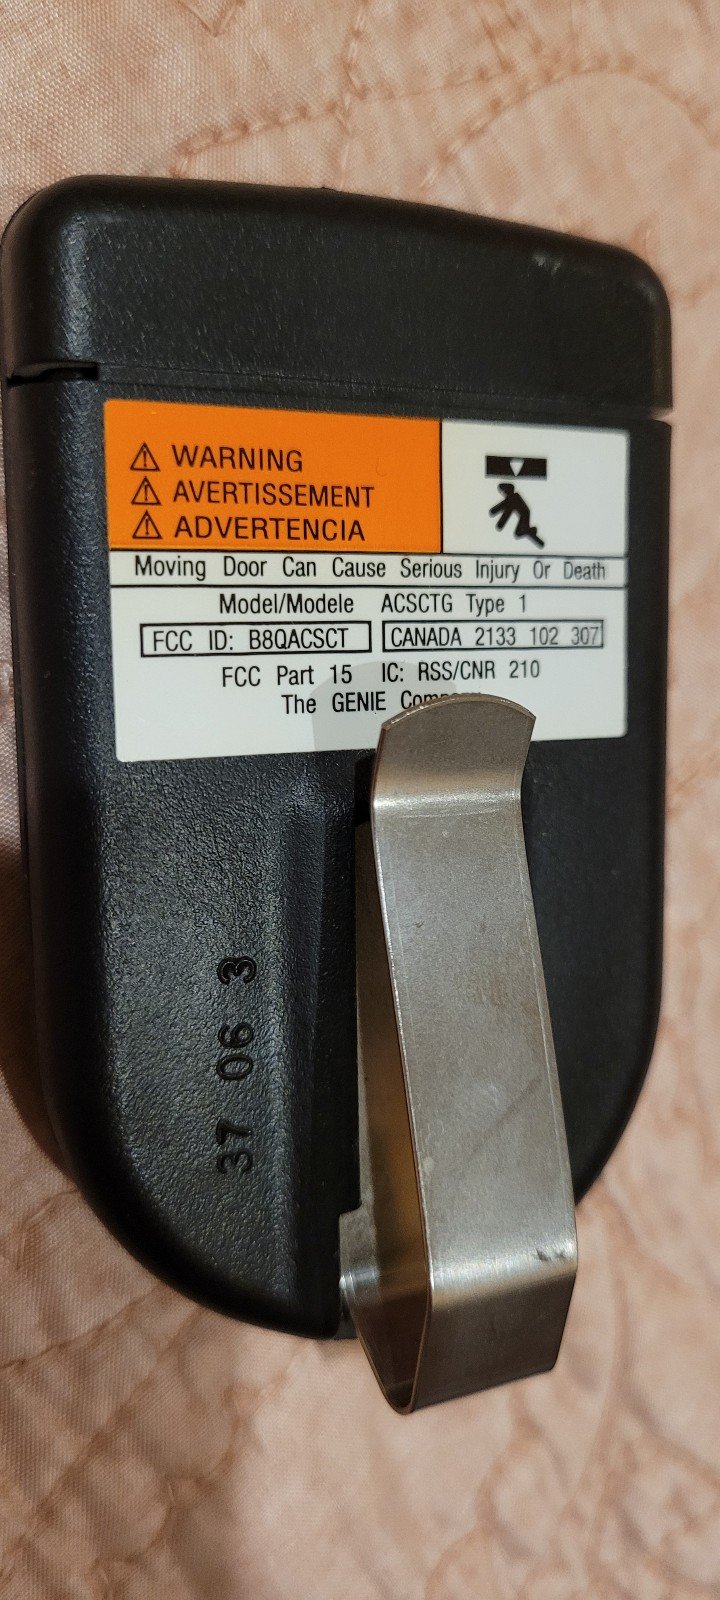 WARNING
AVERTISSEMENT
ADVERTENCIA
Moving Door Can Cause Serious Injury Or Death
Model/Modele ACSCTG Type 1
FCC ID: B8QACSCT CANADA 2133 102 307
FCC Part 15 IC: RSS/CNR 210
The GENIE Company
37 06 3